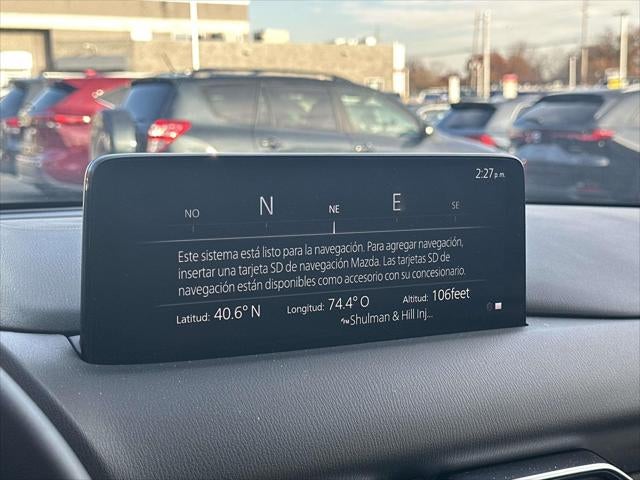 2:27 p.m.
NO N NE E SE
Este sistema está listo para la navegación. Para agregar navegación,
insertar una tarjeta SD de navegación Mazda. Las tarjetas SD de
navegación están disponibles como accesorio con su concesionario.
Latitud: 40.6° N Longitud: 74.4° O Altitud: 106feet
Shulman & Hill Inj...